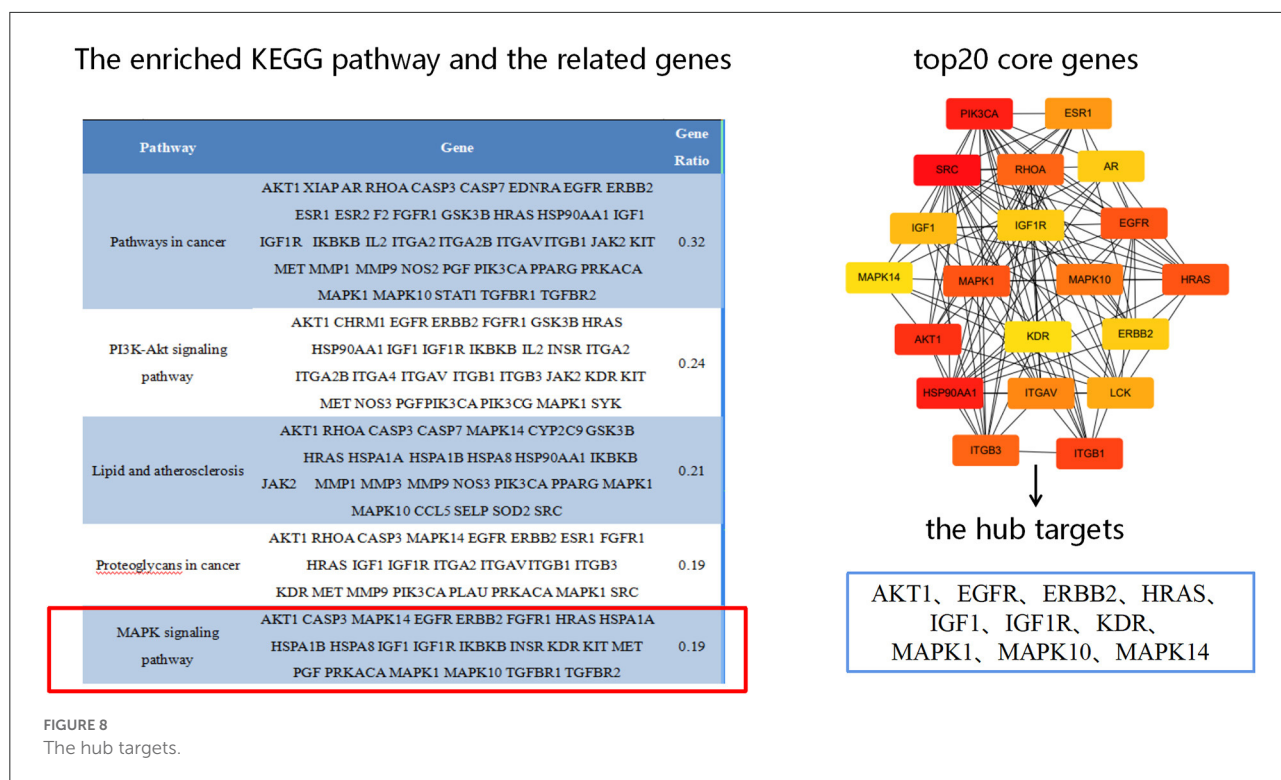 The enriched KEGG pathway and the related genes
Pathway Gene Gene Ratio
Pathways in cancer
AKT1 XIAP AR RHOA CASP3 CASP7 EDNRA EGFR ERBB2
ESR1 ESR2 F2 FGFR1 GSK3B HRAS HSP90AA1 IGF1
IGF1R IKBKB IL2 ITGA2 ITGA2B ITGAV ITGB1 JAK2 KIT
MET MMP1 MMP9 NOS2 PGF PIK3CA PPARG PRKACA
MAPK1 MAPK10 STAT1 TGFBR1 TGFBR2
0.32
PI3K-Akt signaling
pathway
AKT1 CHRM1 EGFR ERBB2 FGFR1 GSK3B HRAS
HSP90AA1 IGF1 IGF1R IKBKB IL2 INSR ITGA2
ITGA2B ITGA4 ITGAV ITGB1 ITGB3 JAK2 KDR KIT
MET NOS3 PGFPIK3CA PIK3CG MAPK1 SYK
0.24
Lipid and atherosclerosis
AKT1 RHOA CASP3 CASP7 MAPK14 CYP2C9 GSK3B
HRAS HSPA1A HSPA1B HSPA8 HSP90AA1 IKBKB
JAK2 MMP1 MMP3 MMP9 NOS3 PIK3CA PPARG MAPK1
MAPK10 CCL5 SELP SOD2 SRC
0.21
Proteoglycans in cancer
AKT1 RHOA CASP3 MAPK14 EGFR ERBB2 ESR1 FGFR1
HRAS IGF1 IGF1R ITGA2 ITGAV ITGB1 ITGB3
KDR MET MMP9 PIK3CA PLAU PRKACA MAPK1 SRC
0.19
MAPK signaling
pathway
AKT1 CASP3 MAPK14 EGFR ERBB2 FGFR1 HRAS HSPA1A
HSPA1B HSPA8 IGF1 IGF1R IKBKB INSR KDR KIT MET
PGF PRKACA MAPK1 MAPK10 TGFBR1 TGFBR2
0.19
top20 core genes
PIK3CA ESR1
SRC RHOA AR
IGF1 IGF1R EGFR
MAPK14 MAPK1 MAPK10 HRAS
AKT1 KDR ERBB2
HSP90AA1 ITGAV LCK
ITGB3 ITGB1
the hub targets
AKT1、EGFR、ERBB2、HRAS、
IGF1、IGF1R、KDR、
MAPK1、MAPK10、MAPK14
FIGURE 8
The hub targets.